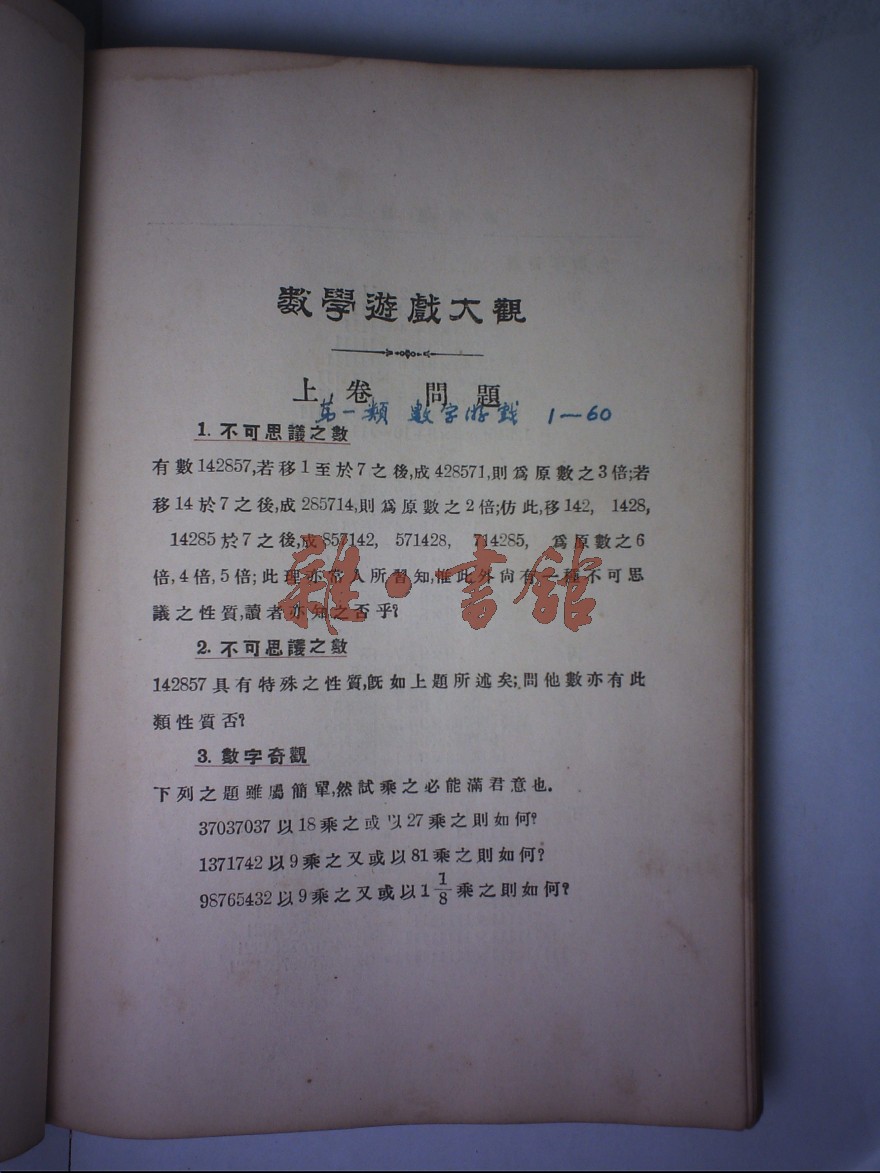 數學遊戲大觀
上卷 問題
第一類 數字游戏 1—60
1. 不可思議之數
有數142857,若移1至於7之後,成428571,則爲原數之3倍;若
移14於7之後,成285714,則爲原數之2倍;仿此,移142, 1428,
14285於7之後,成857142, 571428, 714285, 爲原數之6
倍,4倍,5倍;此理亦常人所習知,惟此外尙有一種不可思
議之性質,讀者亦知之否乎?
2. 不可思議之數
142857具有特殊之性質,旣如上題所述矣;問他數亦有此
類性質否?
3. 數字奇觀
下列之題雖屬簡單,然試乘之必能滿君意也.
37037037以18乘之或以27乘之則如何?
1371742以9乘之又或以81乘之則如何?
98765432以9乘之又或以1 1/8 乘之則如何?
雜·書館